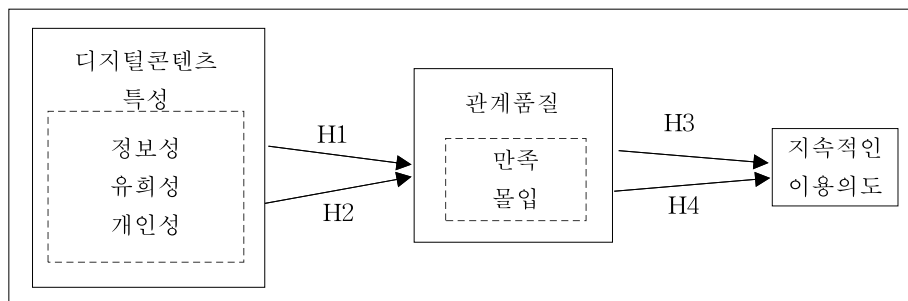 디지털콘텐츠
특성
정보성
유희성
개인성
H1
H2
관계품질
만족
몰입
H3
H4
지속적인
이용의도